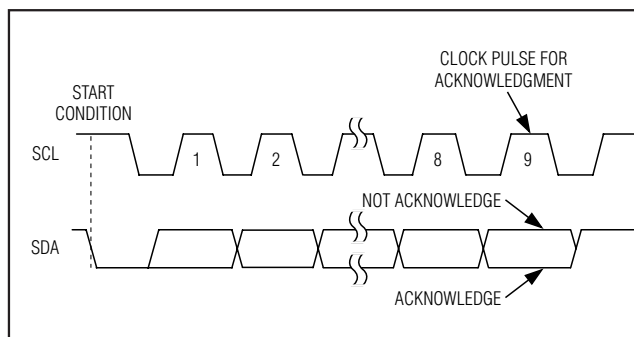 CLOCK PULSE FOR
ACKNOWLEDGMENT
START
CONDITION
SCL
1
2
8
9
NOT ACKNOWLEDGE
SDA
ACKNOWLEDGE